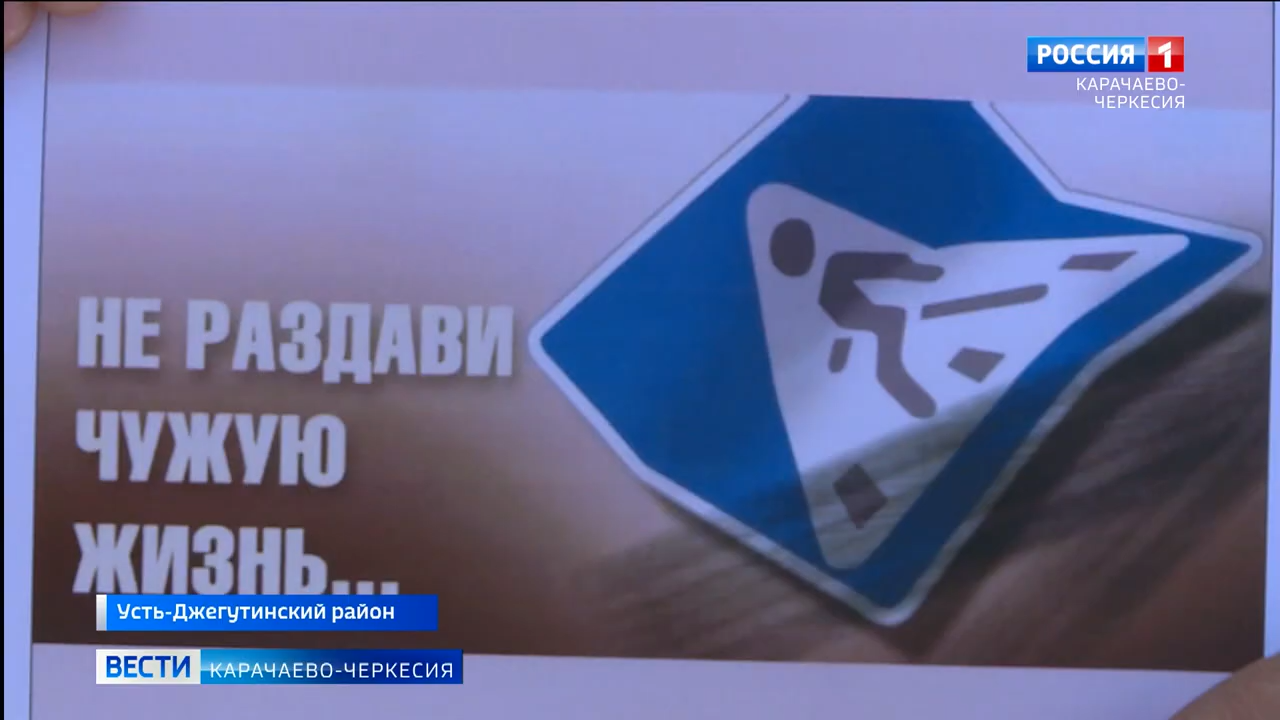 РОССИЯ 1
КАРАЧАЕВО-
ЧЕРКЕСИЯ
НЕ РАЗДАВИ
ЧУЖУЮ
ЖИЗНЬ...
Усть-Джегутинский район
ВЕСТИ КАРАЧАЕВО-ЧЕРКЕСИЯ